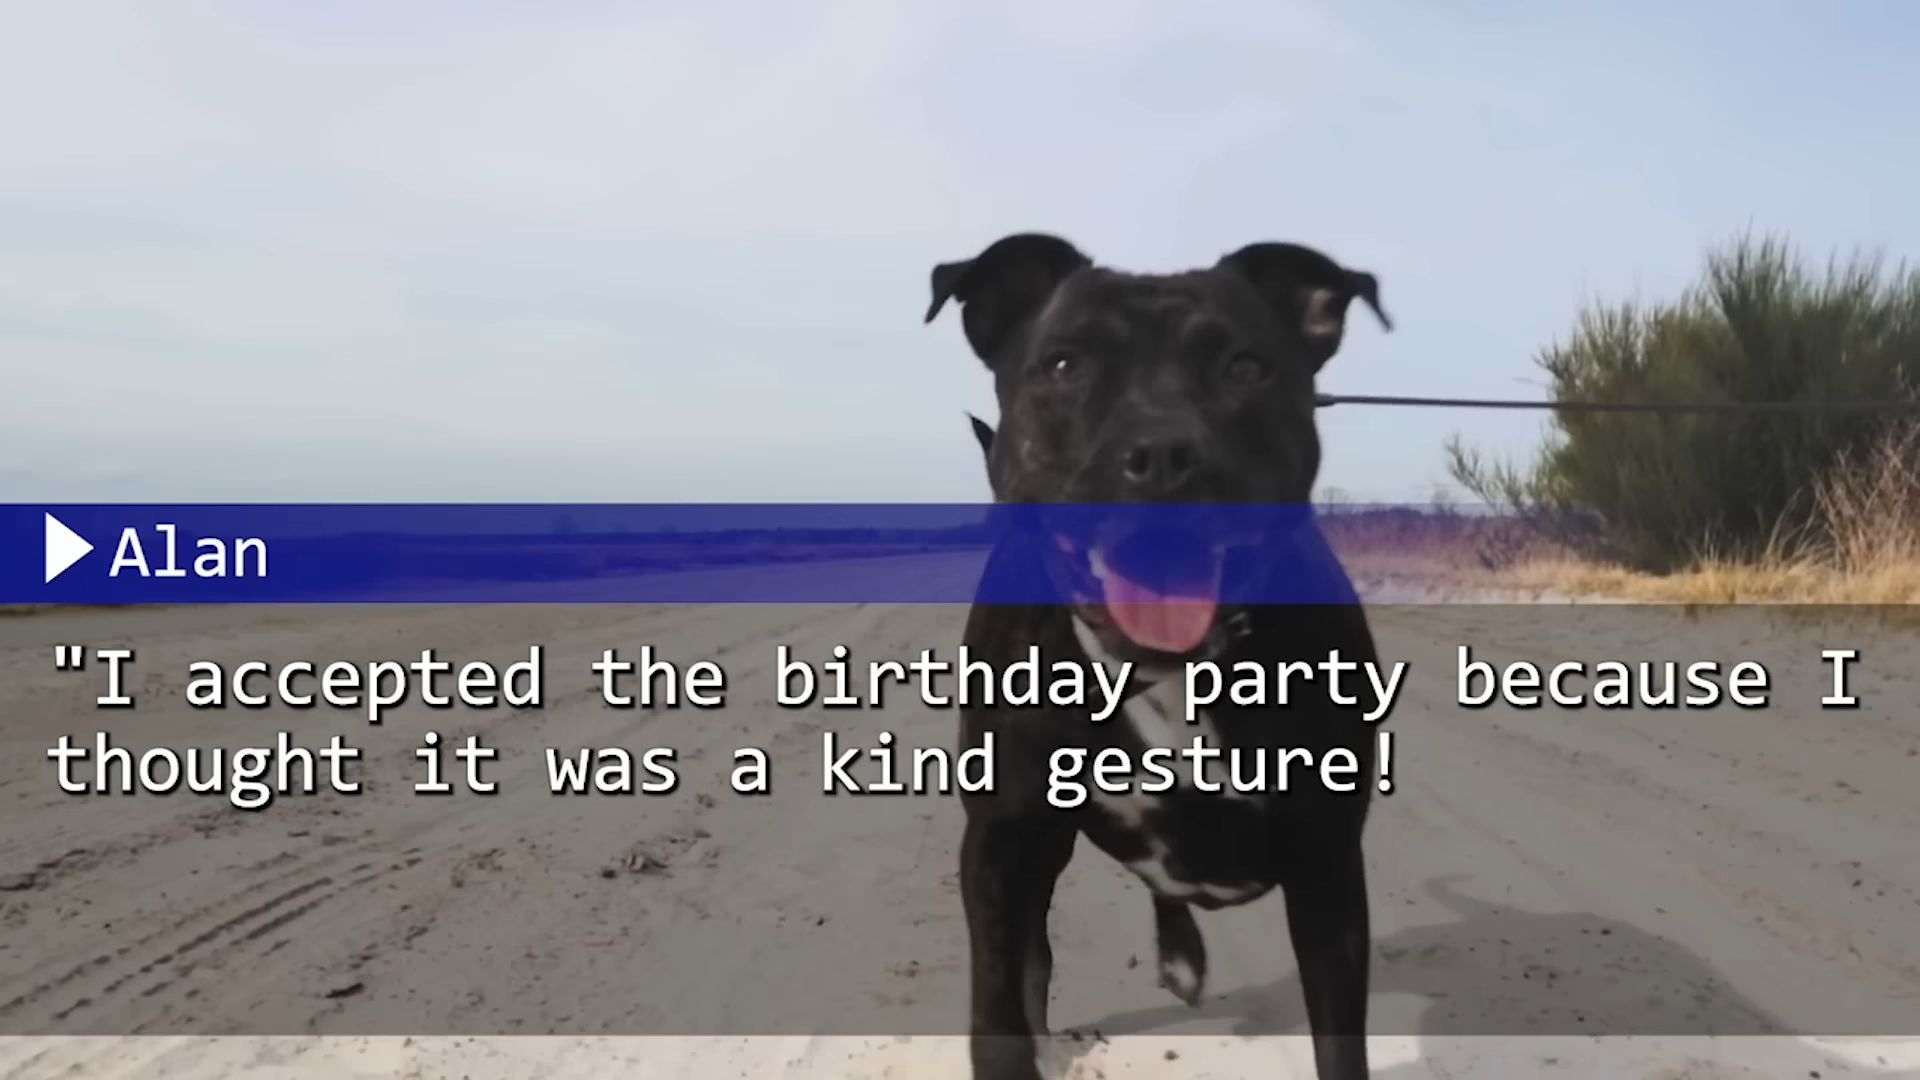 Alan
"I accepted the birthday party because I
thought it was a kind gesture!